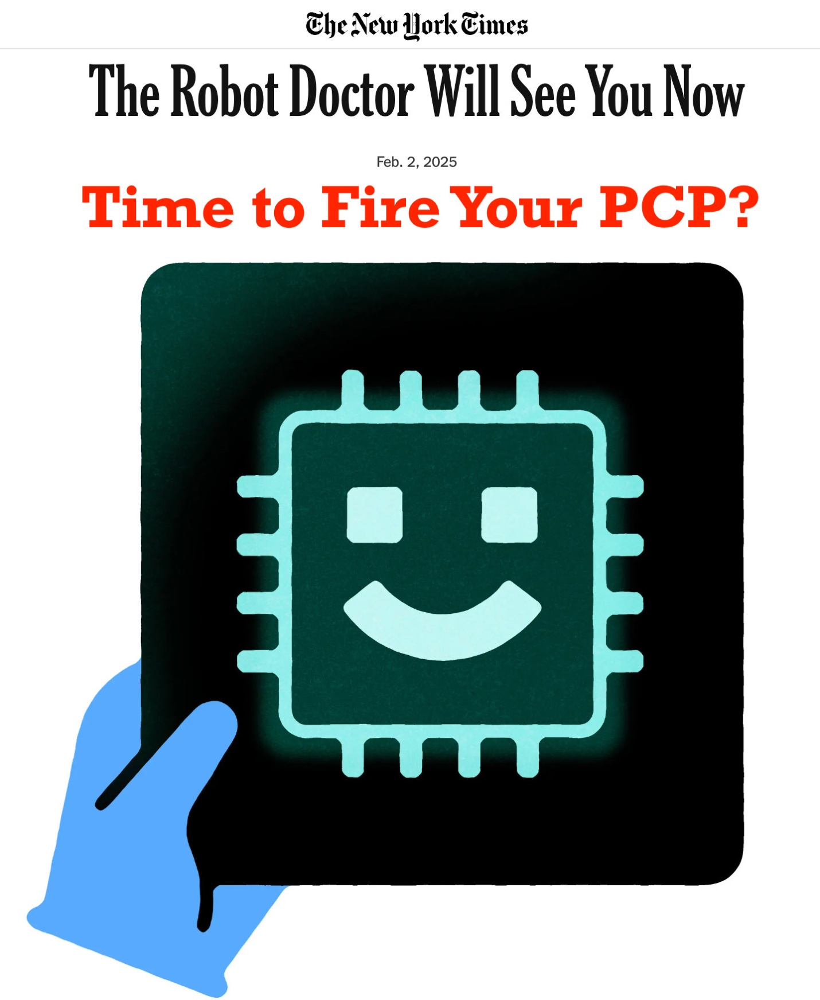 The New York Times
The Robot Doctor Will See You Now
Feb. 2, 2025
Time to Fire Your PCP?